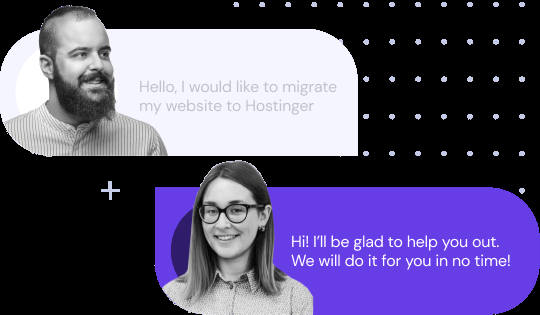 Hello, I would like to migrate
my website to Hostinger
Hi! I'll be glad to help you out.
We will do it for you in no time!